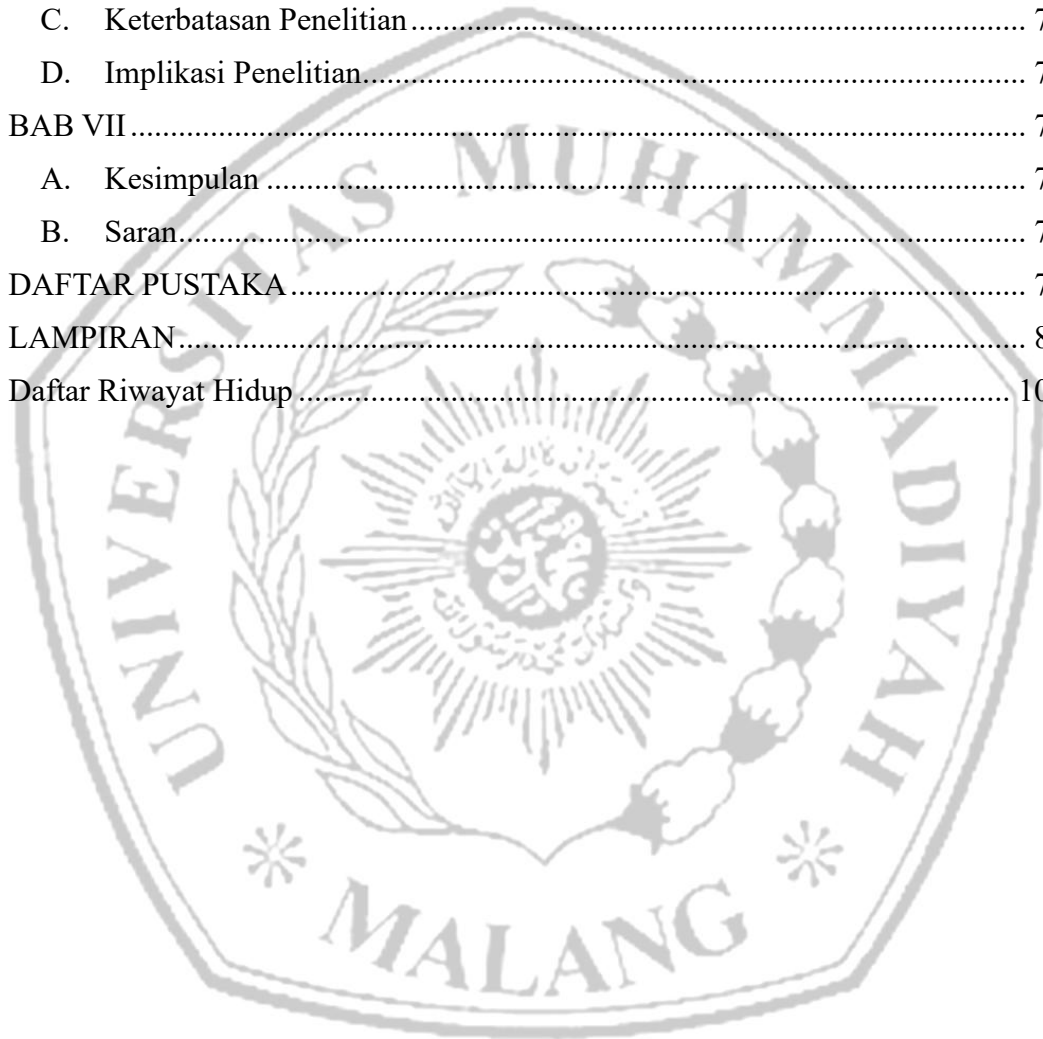 C. Keterbatasan Penelitian ........................................ 7
D. Implikasi Penelitian ........................................ 7
BAB VII ........................................ 7
A. Kesimpulan ........................................ 7
B. Saran ........................................ 7
DAFTAR PUSTAKA ........................................ 7
LAMPIRAN ........................................ 8
Daftar Riwayat Hidup ........................................ 10
UNIVERSITAS MUHAMMADIYAH
MALANG